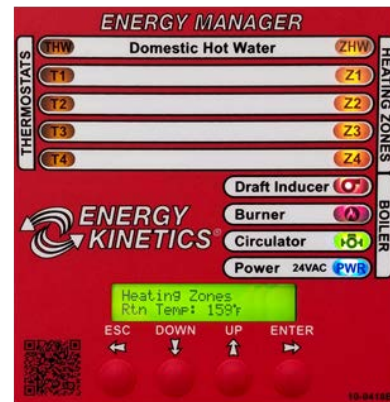 ENERGY MANAGER
THERMOSTATS
THW Domestic Hot Water ZHW
T1 Z1
T2 Z2
T3 Z3
T4 Z4
HEATING ZONES
BOILER
Draft Inducer
Burner
Circulator
Power 24VAC PWR
ENERGY
KINETICS®
Heating Zones
Rtn Temp: 159°F
ESC DOWN UP ENTER